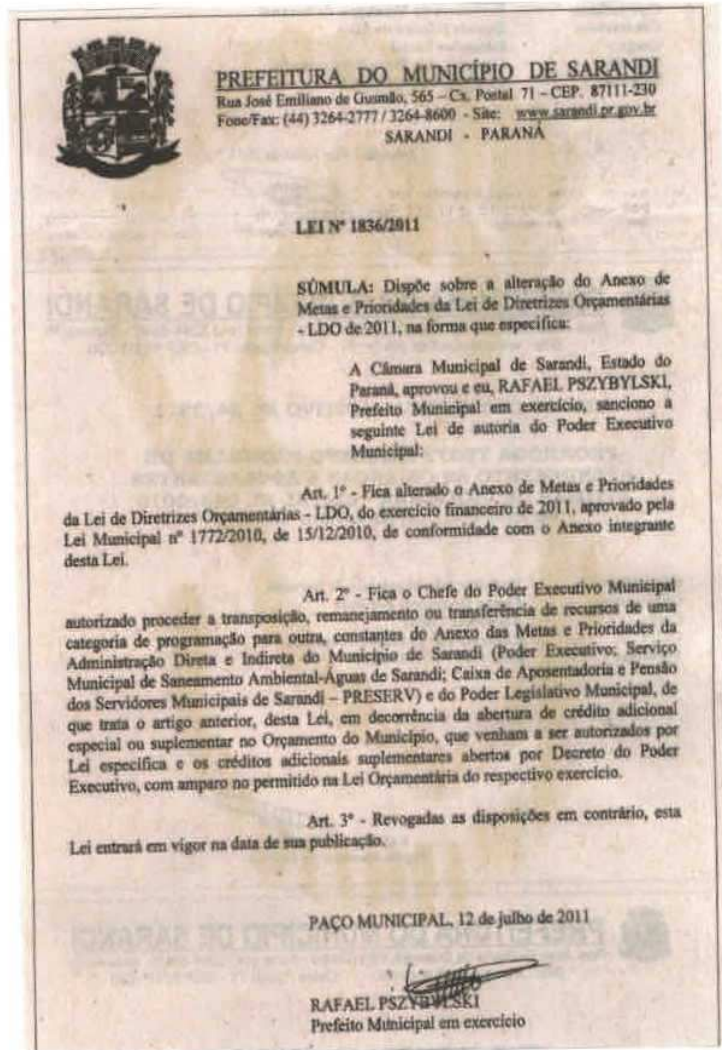 PREFEITURA DO MUNICÍPIO DE SARANDI
Rua José Emiliano de Gusmão, 565 – Cx. Postal 71 – CEP. 87111-230
Fone/Fax: (44) 3264-2777 / 3264-8600 - Site: www.sarandi.pr.gov.br
SARANDI - PARANÁ
LEI Nº 1836/2011
SÚMULA: Dispõe sobre a alteração do Anexo de
Metas e Prioridades da Lei de Diretrizes Orçamentárias
- LDO de 2011, na forma que especifica:
A Câmara Municipal de Sarandi, Estado do
Paraná, aprovou e eu, RAFAEL PSZYBYLSKI,
Prefeito Municipal em exercício, sanciono a
seguinte Lei de autoria do Poder Executivo
Municipal:
Art. 1º - Fica alterado o Anexo de Metas e Prioridades
da Lei de Diretrizes Orçamentárias - LDO, do exercício financeiro de 2011, aprovado pela
Lei Municipal nº 1772/2010, de 15/12/2010, de conformidade com o Anexo integrante
desta Lei.
Art. 2º - Fica o Chefe do Poder Executivo Municipal
autorizado proceder a transposição, remanejamento ou transferência de recursos de uma
categoria de programação para outra, constantes do Anexo das Metas e Prioridades da
Administração Direta e Indireta do Município de Sarandi (Poder Executivo; Serviço
Municipal de Saneamento Ambiental-Águas de Sarandi; Caixa de Aposentadoria e Pensão
dos Servidores Municipais de Sarandi – PRESERV) e do Poder Legislativo Municipal, de
que trata o artigo anterior, desta Lei, em decorrência da abertura de crédito adicional
especial ou suplementar no Orçamento do Município, que venham a ser autorizados por
Lei específica e os créditos adicionais suplementares abertos por Decreto do Poder
Executivo, com amparo no permitido na Lei Orçamentária do respectivo exercício.
Art. 3º - Revogadas as disposições em contrário, esta
Lei entrará em vigor na data de sua publicação.
PAÇO MUNICIPAL, 12 de julho de 2011
RAFAEL PSZYBYLSKI
Prefeito Municipal em exercício